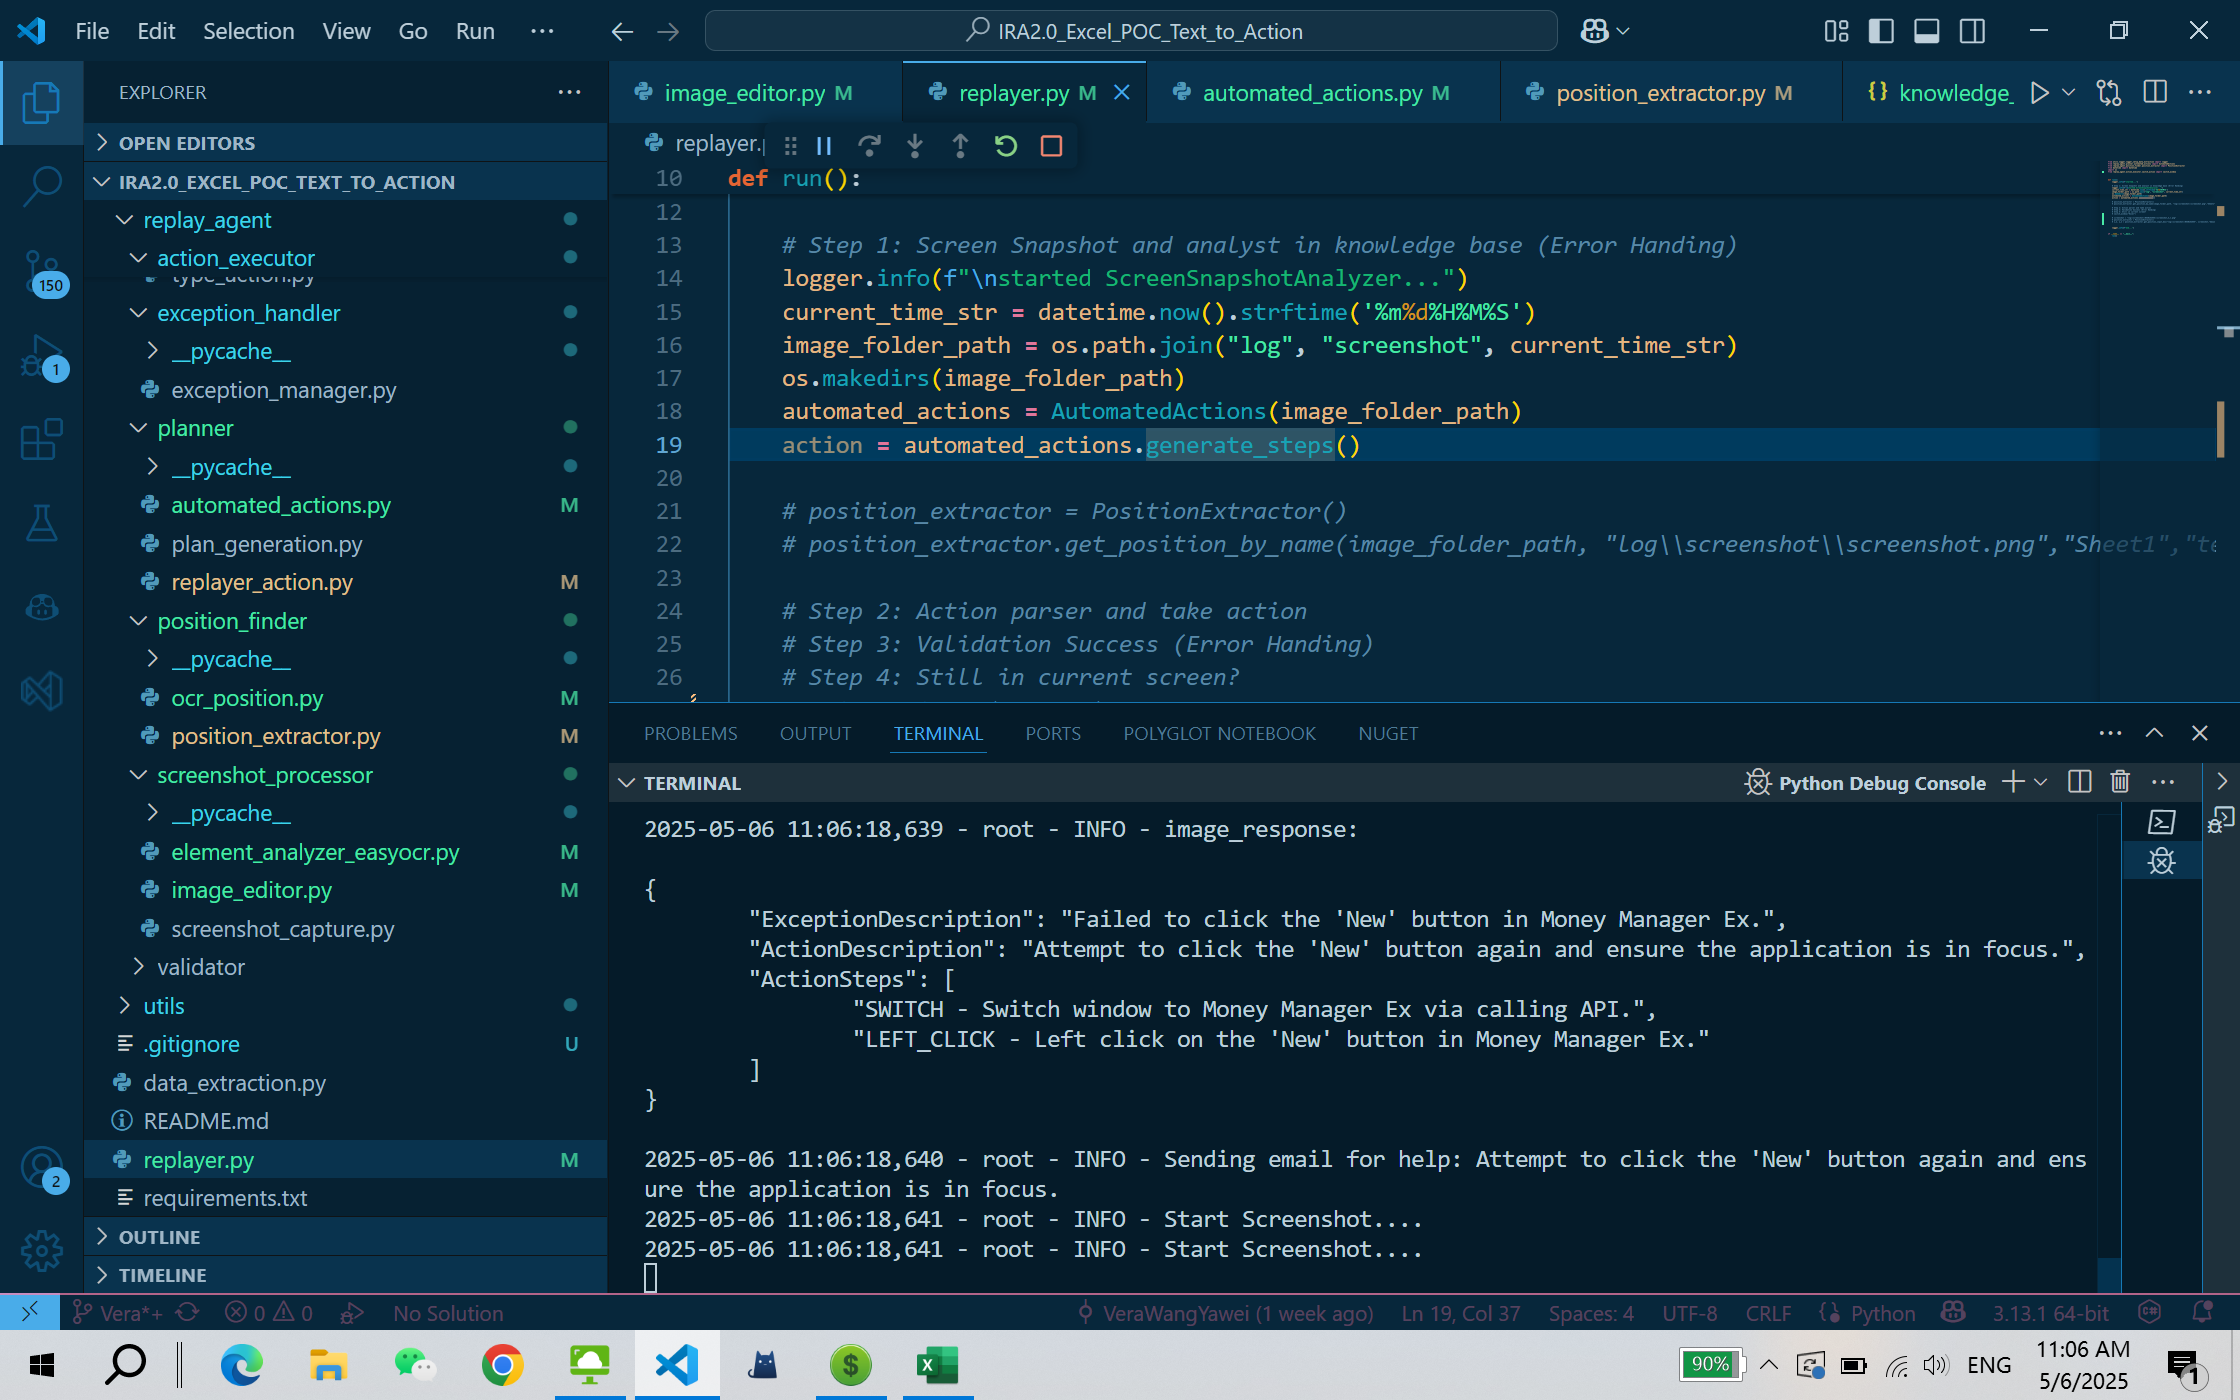 File Edit Selection View Go Run ···
IRA2.0_Excel_POC_Text_to_Action
EXPLORER
OPEN EDITORS
IRA2.0_EXCEL_POC_TEXT_TO_ACTION
replay_agent
action_executor
type_action.py
exception_handler
__pycache__
exception_manager.py
planner
__pycache__
automated_actions.py M
plan_generation.py
replayer_action.py M
position_finder
__pycache__
ocr_position.py M
position_extractor.py M
screenshot_processor
__pycache__
element_analyzer_easyocr.py M
image_editor.py M
screenshot_capture.py
validator
utils
.gitignore U
data_extraction.py
README.md
replayer.py M
requirements.txt
OUTLINE
TIMELINE
150
1
2
image_editor.py M
replayer.py M
automated_actions.py M
position_extractor.py M
{} knowledge_
replayer.p
10 def run():
12
13 # Step 1: Screen Snapshot and analyst in knowledge base (Error Handing)
14 logger.info(f"\nstarted ScreenSnapshotAnalyzer...")
15 current_time_str = datetime.now().strftime('%m%d%H%M%S')
16 image_folder_path = os.path.join("log", "screenshot", current_time_str)
17 os.makedirs(image_folder_path)
18 automated_actions = AutomatedActions(image_folder_path)
19 action = automated_actions.generate_steps()
20
21 # position_extractor = PositionExtractor()
22 # position_extractor.get_position_by_name(image_folder_path, "log\\screenshot\\screenshot.png","Sheet1","te
23
24 # Step 2: Action parser and take action
25 # Step 3: Validation Success (Error Handing)
26 # Step 4: Still in current screen?
PROBLEMS OUTPUT TERMINAL PORTS POLYGLOT NOTEBOOK NUGET
TERMINAL
Python Debug Console
2025-05-06 11:06:18,639 - root - INFO - image_response:
{
"ExceptionDescription": "Failed to click the 'New' button in Money Manager Ex.",
"ActionDescription": "Attempt to click the 'New' button again and ensure the application is in focus.",
"ActionSteps": [
"SWITCH - Switch window to Money Manager Ex via calling API.",
"LEFT_CLICK - Left click on the 'New' button in Money Manager Ex."
]
}
2025-05-06 11:06:18,640 - root - INFO - Sending email for help: Attempt to click the 'New' button again and ens
ure the application is in focus.
2025-05-06 11:06:18,641 - root - INFO - Start Screenshot....
2025-05-06 11:06:18,641 - root - INFO - Start Screenshot....
Vera*+ 0 0 No Solution VeraWangYawei (1 week ago) Ln 19, Col 37 Spaces: 4 UTF-8 CRLF {} Python 3.13.1 64-bit
90% ENG
11:06 AM
5/6/2025
1